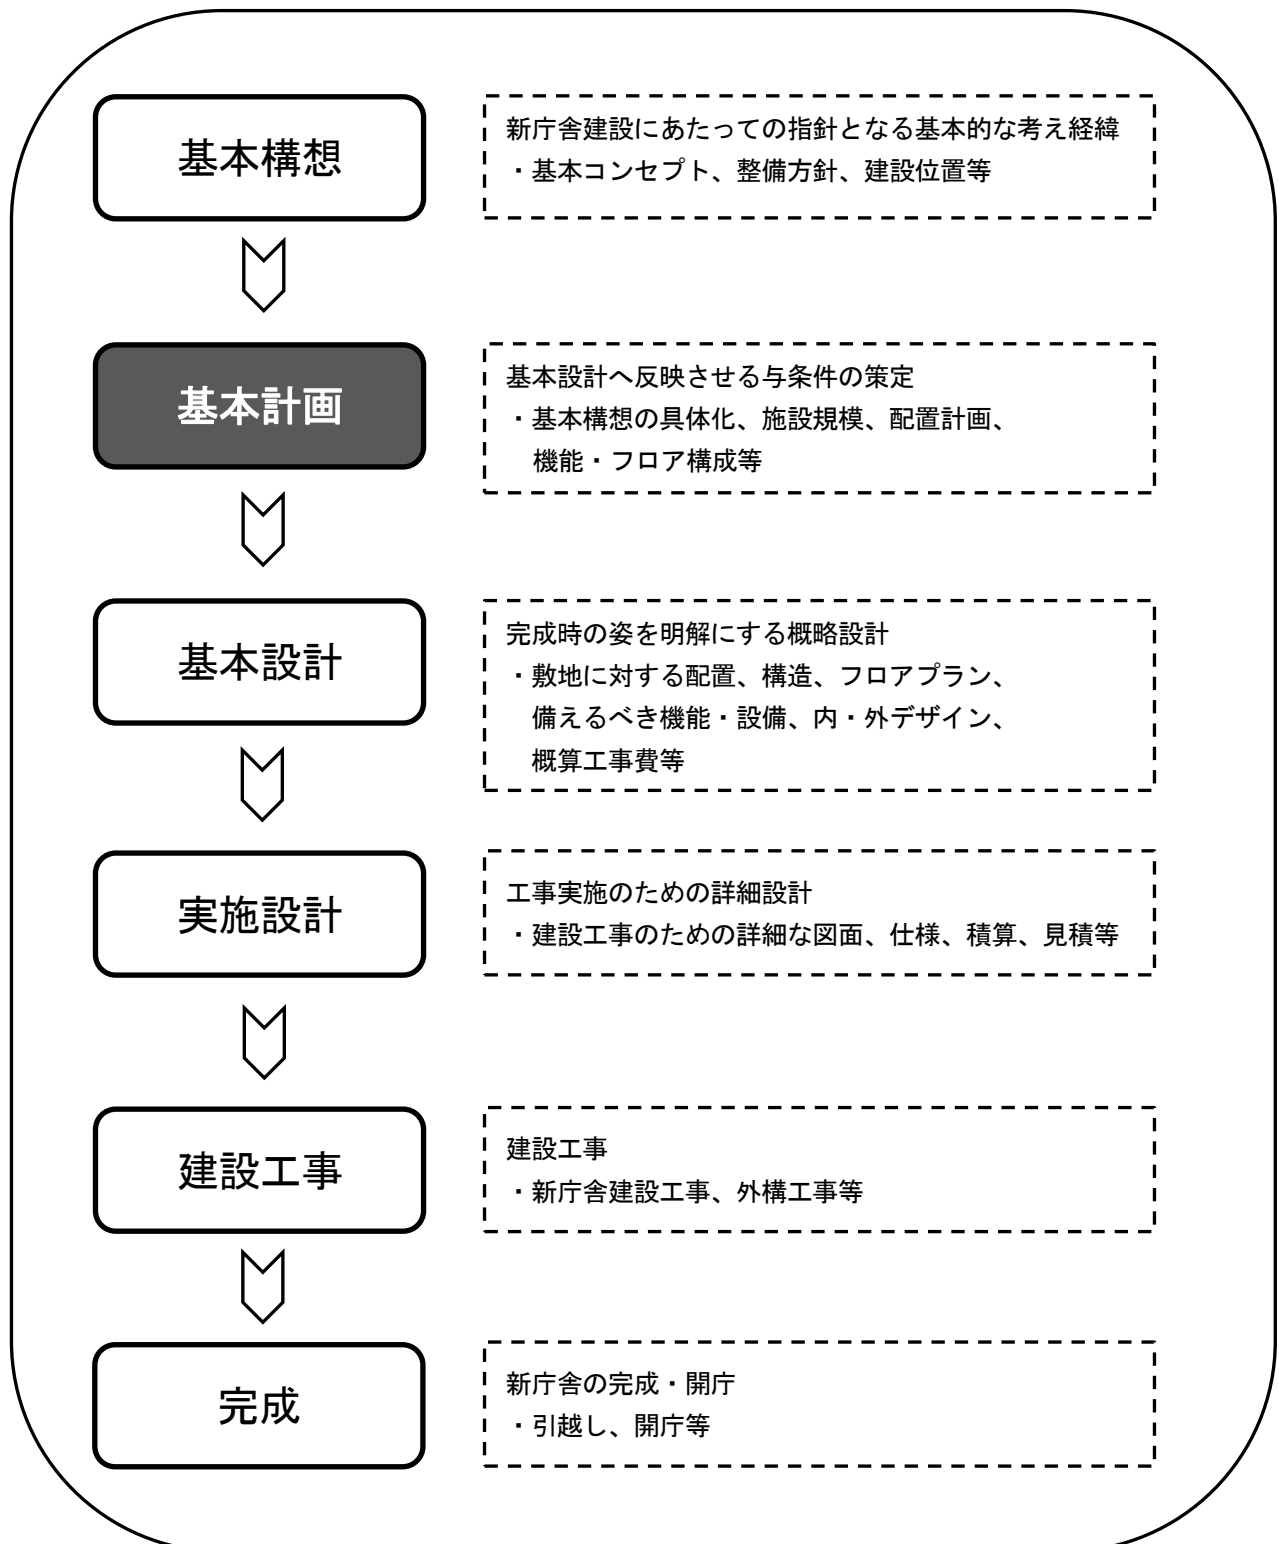 基本構想
新庁舎建設にあたっての指針となる基本的な考え経緯
・基本コンセプト、整備方針、建設位置等
基本計画
基本設計へ反映させる与条件の策定
・基本構想の具体化、施設規模、配置計画、
機能・フロア構成等
基本設計
完成時の姿を明解にする概略設計
・敷地に対する配置、構造、フロアプラン、
備えるべき機能・設備、内・外デザイン、
概算工事費等
実施設計
工事実施のための詳細設計
・建設工事のための詳細な図面、仕様、積算、見積等
建設工事
建設工事
・新庁舎建設工事、外構工事等
完成
新庁舎の完成・開庁
・引越し、開庁等